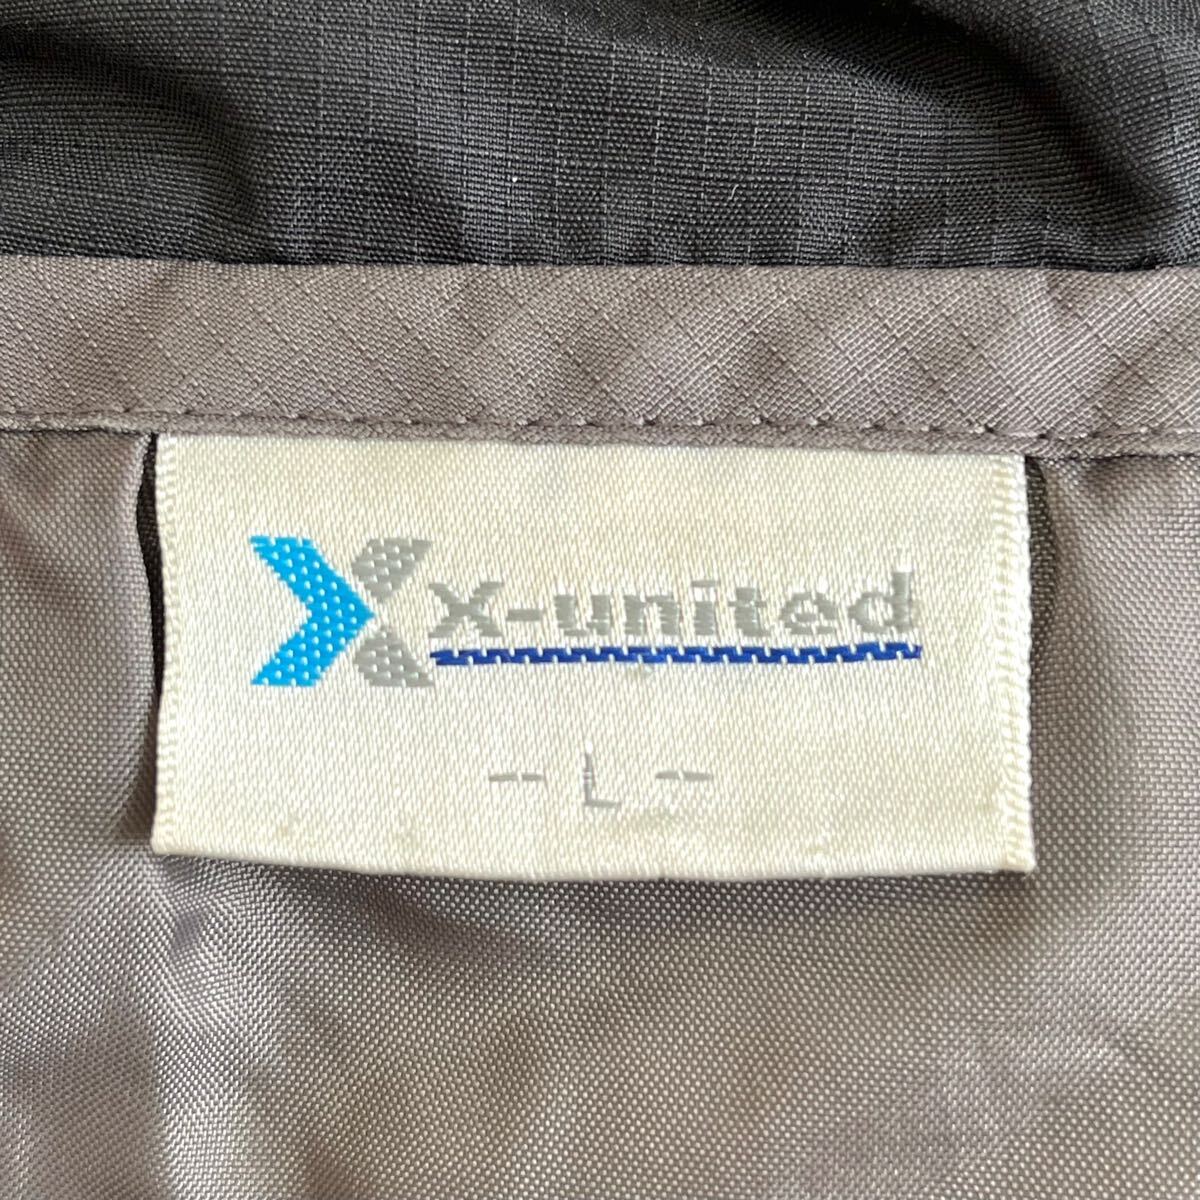 X-united
-- L --